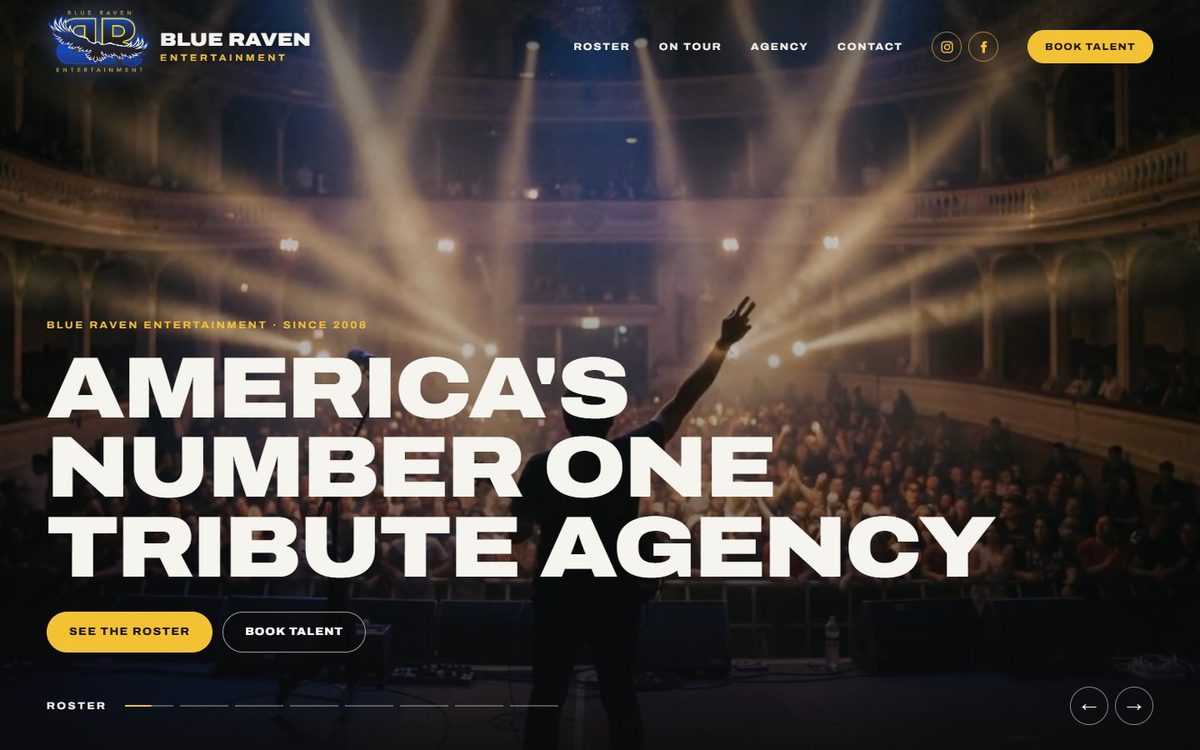 BLUE RAVEN
ENTERTAINMENT
BLUE RAVEN
ENTERTAINMENT
ROSTER
ON TOUR
AGENCY
CONTACT
BOOK TALENT
BLUE RAVEN ENTERTAINMENT · SINCE 2008
AMERICA'S
NUMBER ONE
TRIBUTE AGENCY
SEE THE ROSTER
BOOK TALENT
ROSTER